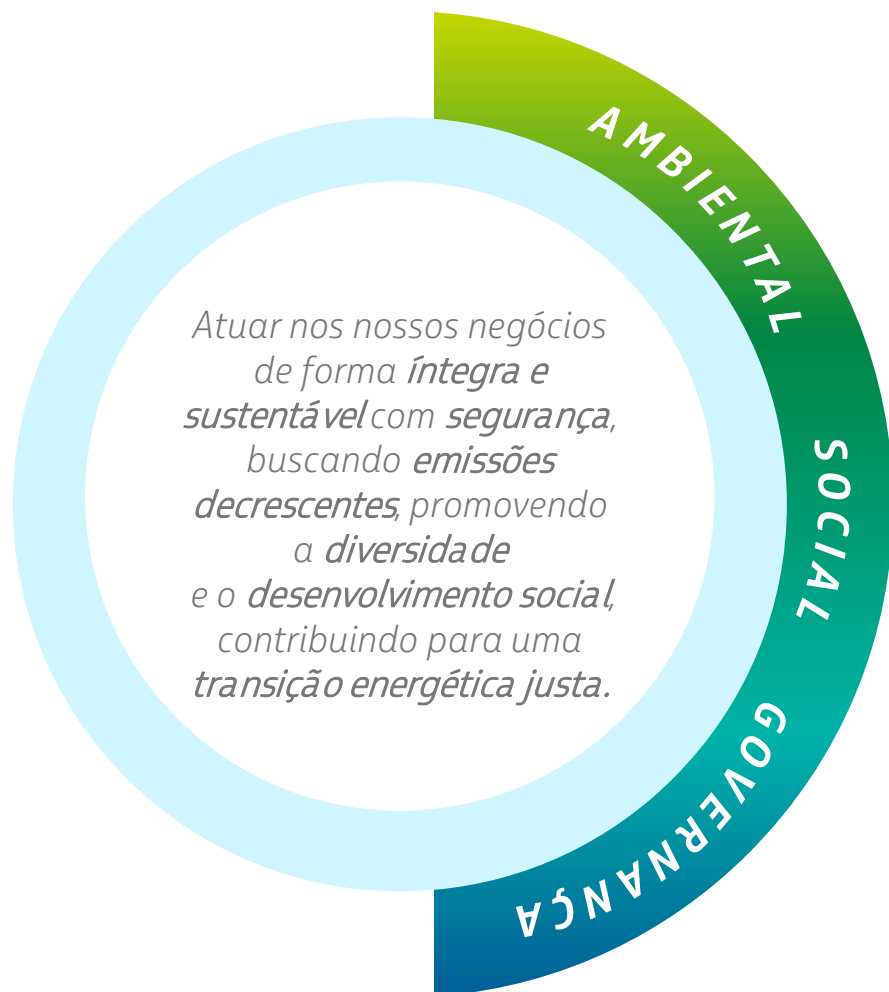 AMBIENTAL
SOCIAL
GOVERNANÇA
Atuar nos nossos negócios
de forma íntegra e
sustentável com segurança,
buscando emissões
decrescentes, promovendo
a diversidade
e o desenvolvimento social,
contribuindo para uma
transição energética justa.